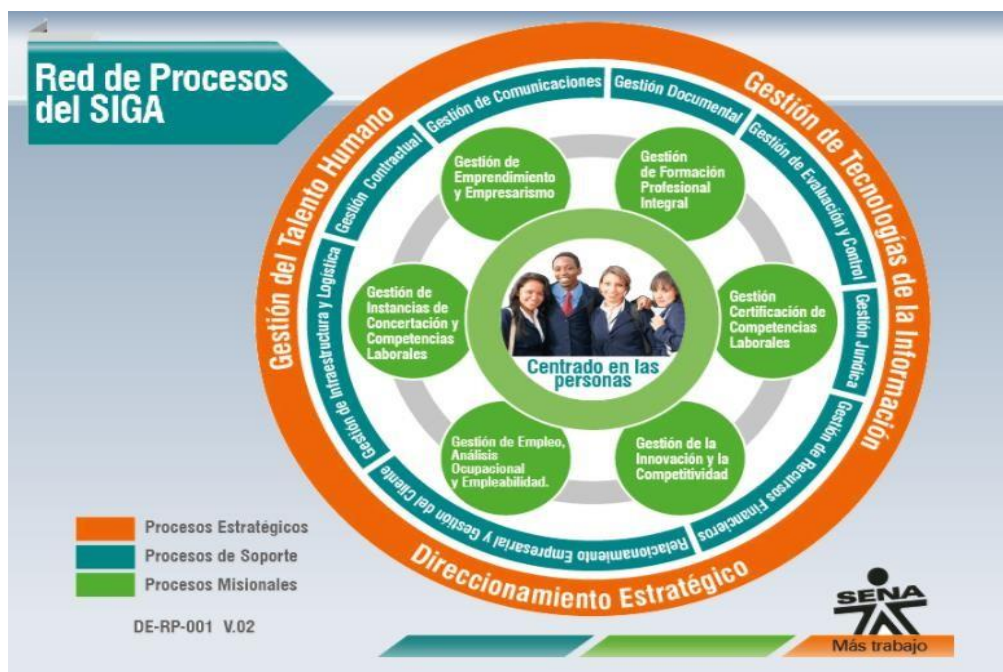 Red de Procesos
del SIGA
Gestión del Talento Humano
Gestión de Tecnologías de la Información
Direccionamiento Estratégico
Gestión de Infraestructura y Logística
Gestión Contractual
Gestión de Comunicaciones
Gestión Documental
Gestión de Evaluación y Control
Gestión Jurídica
Gestión de Recursos Financieros
Relacionamiento Empresarial y Gestión del Cliente
Gestión de
Emprendimiento
y Empresarismo
Gestión
de Formación
Profesional
Integral
Gestión de
Instancias de
Concertación y
Competencias
Laborales
Gestión
Certificación de
Competencias
Laborales
Centrado en las
personas
Gestión de Empleo,
Análisis
Ocupacional
y Empleabilidad.
Gestión de la
Innovación y la
Competitividad
Procesos Estratégicos
Procesos de Soporte
Procesos Misionales
DE-RP-001 V.02
SENA
Más trabajo